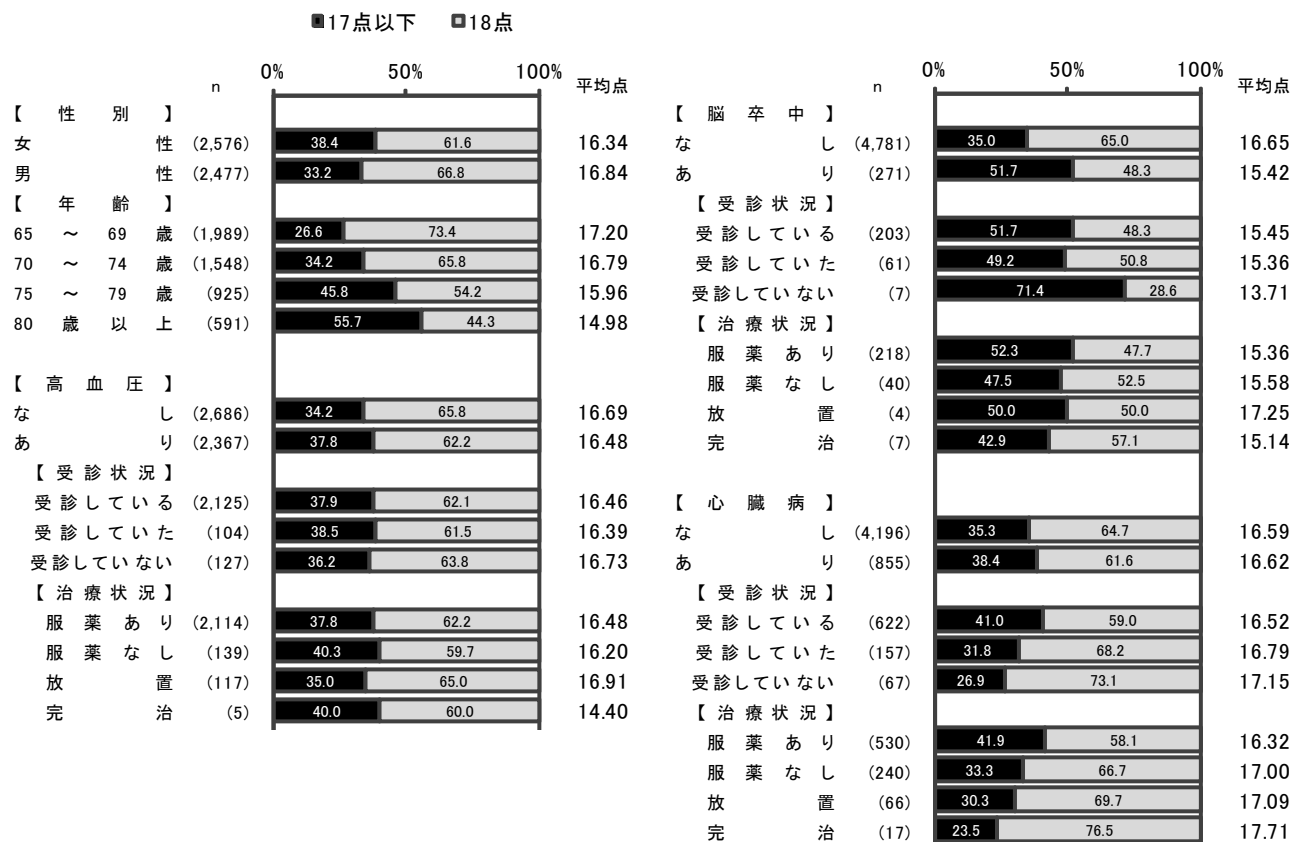 ■17点以下 □18点
0% 50% 100%
n 平均点
【 性 別 】
女 性 (2,576) 38.4 61.6 16.34
男 性 (2,477) 33.2 66.8 16.84
【 年 齢 】
65 ～ 69 歳 (1,989) 26.6 73.4 17.20
70 ～ 74 歳 (1,548) 34.2 65.8 16.79
75 ～ 79 歳 (925) 45.8 54.2 15.96
80 歳 以 上 (591) 55.7 44.3 14.98
【 高 血 圧 】
な し (2,686) 34.2 65.8 16.69
あ り (2,367) 37.8 62.2 16.48
【 受 診 状 況 】
受 診 し て い る (2,125) 37.9 62.1 16.46
受 診 し て い た (104) 38.5 61.5 16.39
受診していない (127) 36.2 63.8 16.73
【 治 療 状 況 】
服 薬 あ り (2,114) 37.8 62.2 16.48
服 薬 な し (139) 40.3 59.7 16.20
放 置 (117) 35.0 65.0 16.91
完 治 (5) 40.0 60.0 14.40
0% 50% 100%
n 平均点
【 脳 卒 中 】
な し (4,781) 35.0 65.0 16.65
あ り (271) 51.7 48.3 15.42
【 受 診 状 況 】
受 診 し て い る (203) 51.7 48.3 15.45
受 診 し て い た (61) 49.2 50.8 15.36
受診していない (7) 71.4 28.6 13.71
【 治 療 状 況 】
服 薬 あ り (218) 52.3 47.7 15.36
服 薬 な し (40) 47.5 52.5 15.58
放 置 (4) 50.0 50.0 17.25
完 治 (7) 42.9 57.1 15.14
【 心 臓 病 】
な し (4,196) 35.3 64.7 16.59
あ り (855) 38.4 61.6 16.62
【 受 診 状 況 】
受 診 し て い る (622) 41.0 59.0 16.52
受 診 し て い た (157) 31.8 68.2 16.79
受診していない (67) 26.9 73.1 17.15
【 治 療 状 況 】
服 薬 あ り (530) 41.9 58.1 16.32
服 薬 な し (240) 33.3 66.7 17.00
放 置 (66) 30.3 69.7 17.09
完 治 (17) 23.5 76.5 17.71